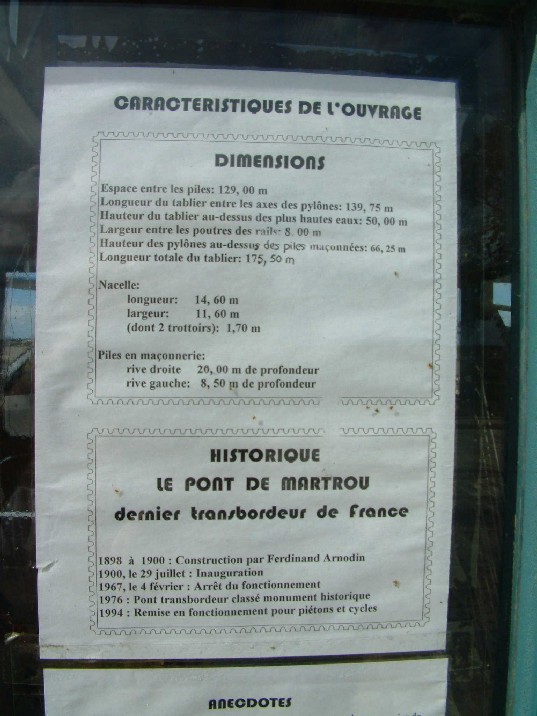 CARACTERISTIQUES DE L'OUVRAGE
DIMENSIONS
Espace entre les piles: 129, 00 m
Longueur du tablier entre les axes des pylônes: 139, 75 m
Hauteur du tablier au-dessus des plus hautes eaux: 50, 00 m
Largeur entre les poutres des rails: 8. 00 m
Hauteur des pylônes au-dessus des piles maçonnées: 66, 25 m
Longueur totale du tablier: 175, 50 m
Nacelle:
longueur: 14, 60 m
largeur: 11, 60 m
(dont 2 trottoirs): 1,70 m
Piles en maçonnerie:
rive droite 20, 00 m de profondeur
rive gauche: 8, 50 m de profondeur
HISTORIQUE
LE PONT DE MARTROU
dernier transbordeur de France
1898 à 1900 : Construction par Ferdinand Arnodin
1900, le 29 juillet : Inauguration
1967, le 4 février : Arrêt du fonctionnement
1976 : Pont transbordeur classé monument historique
1994 : Remise en fonctionnement pour piétons et cycles
ANECDOTES